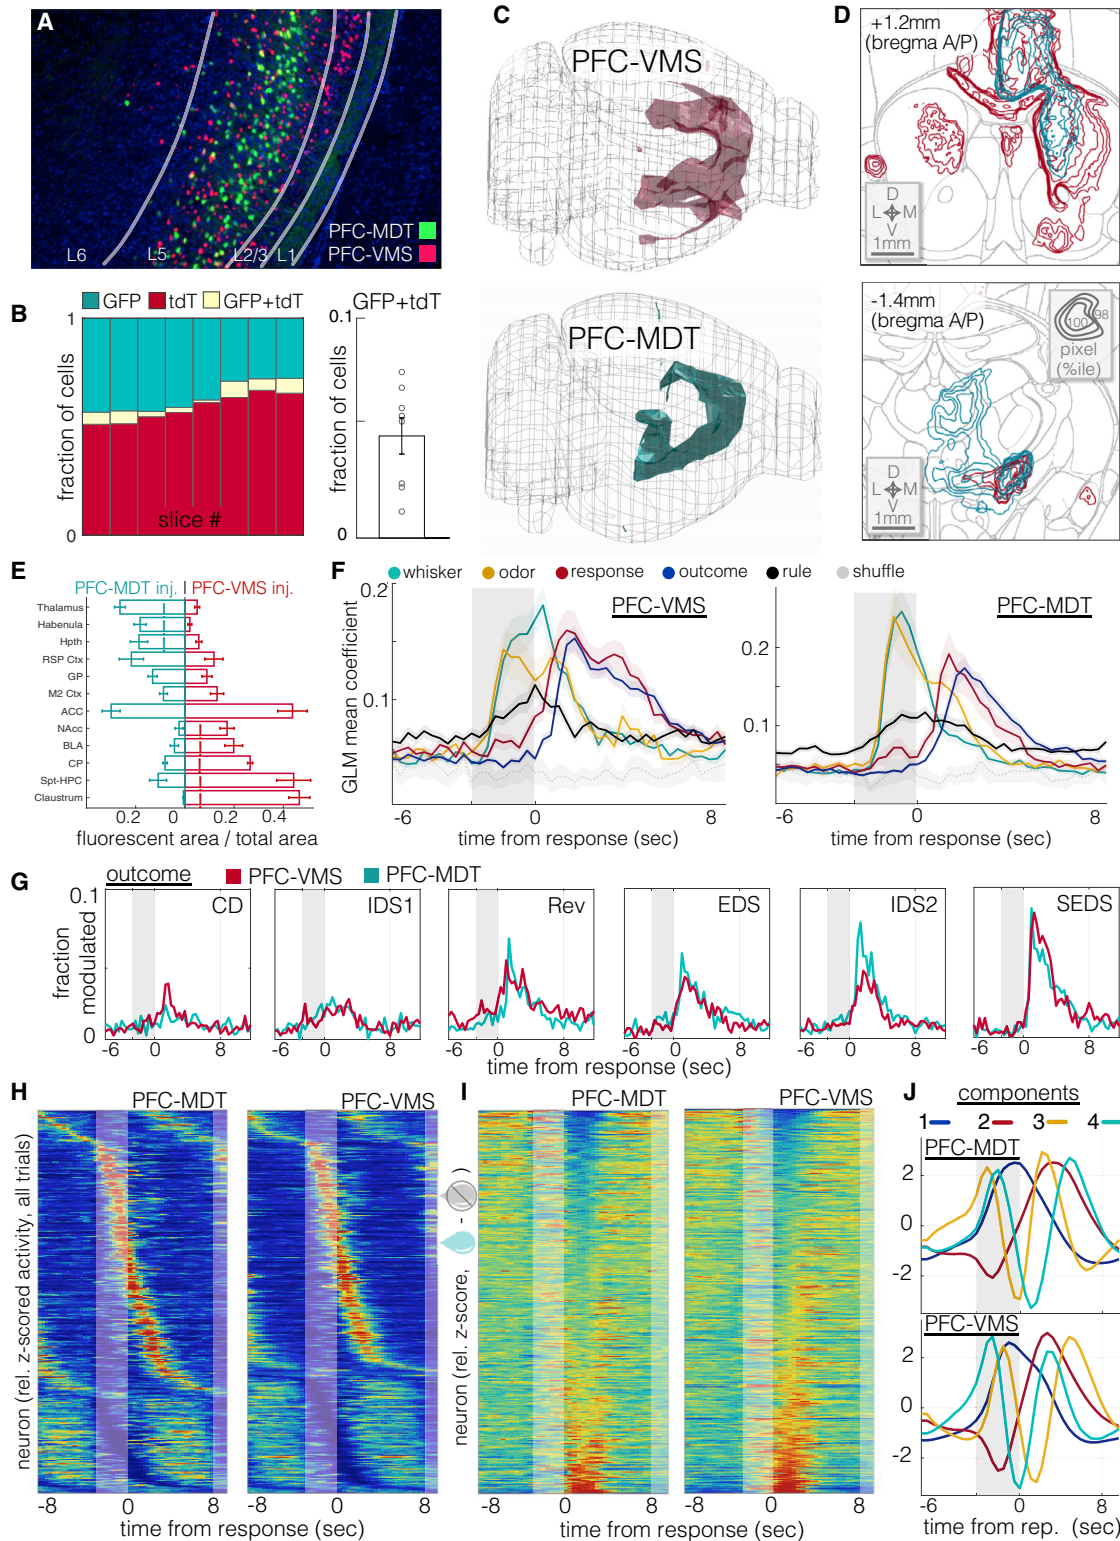 A
L6
L5
L2/3
L1
PFC-MDT
PFC-VMS
B
GFP
tdT
GFP+tdT
fraction of cells
1
0
slice #
GFP+tdT
fraction of cells
0.1
0
C
PFC-VMS
PFC-MDT
D
+1.2mm
(bregma A/P)
D
L
M
V
1mm
-1.4mm
(bregma A/P)
100
98
pixel
(%ile)
D
L
M
V
1mm
E
PFC-MDT inj.
PFC-VMS inj.
Thalamus
Habenula
Hpth
RSP Ctx
GP
M2 Ctx
ACC
NAcc
BLA
CP
Spt-HPC
Claustrum
0.2
0
0.2
0.4
fluorescent area / total area
F
whisker
odor
response
outcome
rule
shuffle
PFC-VMS
GLM mean coefficient
0.2
0.1
-6
0
8
time from response (sec)
PFC-MDT
0.2
0.1
-6
0
8
time from response (sec)
G
outcome
PFC-VMS
PFC-MDT
fraction
modulated
0.1
0
CD
-6
0
8
IDS1
-6
0
8
Rev
-6
0
8
EDS
-6
0
8
IDS2
-6
0
8
SEDS
-6
0
8
time from response (sec)
H
PFC-MDT
PFC-VMS
neuron (rel. z-scored activity, all trials)
-8
0
8
-8
0
8
time from response (sec)
I
PFC-MDT
PFC-VMS
neuron (rel. z-score, - )
-8
0
8
-8
0
8
time from response (sec)
J
components
1
2
3
4
PFC-MDT
2
0
-2
PFC-VMS
2
0
-2
-6
0
8
time from rep. (sec)